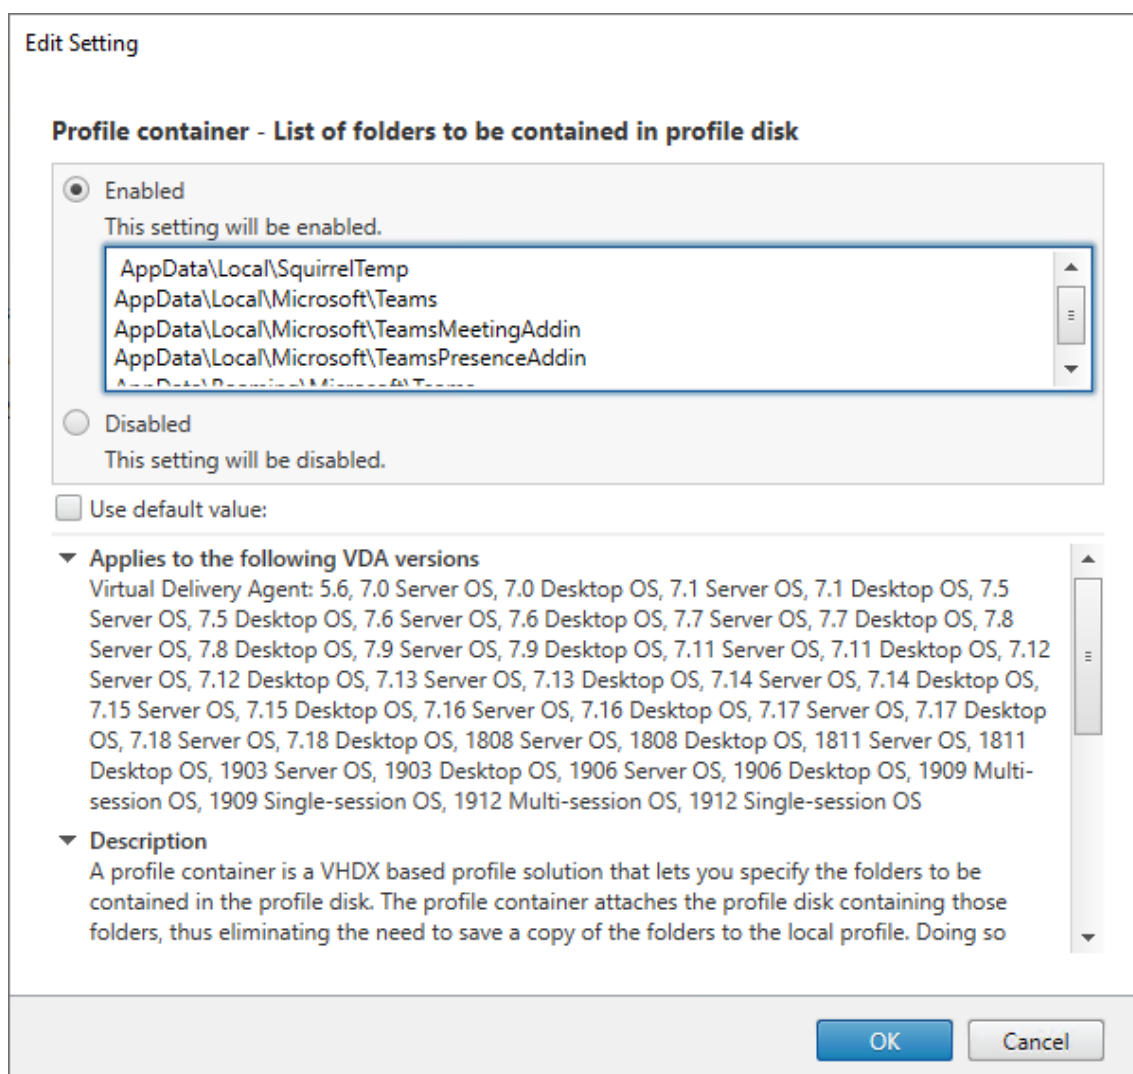 Edit Setting
Profile container - List of folders to be contained in profile disk
Enabled
This setting will be enabled.
AppData\Local\SquirrelTemp
AppData\Local\Microsoft\Teams
AppData\Local\Microsoft\TeamsMeetingAddin
AppData\Local\Microsoft\TeamsPresenceAddin
AppData\Roaming\Microsoft\Teams
Disabled
This setting will be disabled.
Use default value:
Applies to the following VDA versions
Virtual Delivery Agent: 5.6, 7.0 Server OS, 7.0 Desktop OS, 7.1 Server OS, 7.1 Desktop OS, 7.5
Server OS, 7.5 Desktop OS, 7.6 Server OS, 7.6 Desktop OS, 7.7 Server OS, 7.7 Desktop OS, 7.8
Server OS, 7.8 Desktop OS, 7.9 Server OS, 7.9 Desktop OS, 7.11 Server OS, 7.11 Desktop OS, 7.12
Server OS, 7.12 Desktop OS, 7.13 Server OS, 7.13 Desktop OS, 7.14 Server OS, 7.14 Desktop OS,
7.15 Server OS, 7.15 Desktop OS, 7.16 Server OS, 7.16 Desktop OS, 7.17 Server OS, 7.17 Desktop
OS, 7.18 Server OS, 7.18 Desktop OS, 1808 Server OS, 1808 Desktop OS, 1811 Server OS, 1811
Desktop OS, 1903 Server OS, 1903 Desktop OS, 1906 Server OS, 1906 Desktop OS, 1909 Multi-
session OS, 1909 Single-session OS, 1912 Multi-session OS, 1912 Single-session OS
Description
A profile container is a VHDX based profile solution that lets you specify the folders to be
contained in the profile disk. The profile container attaches the profile disk containing those
folders, thus eliminating the need to save a copy of the folders to the local profile. Doing so
OK
Cancel